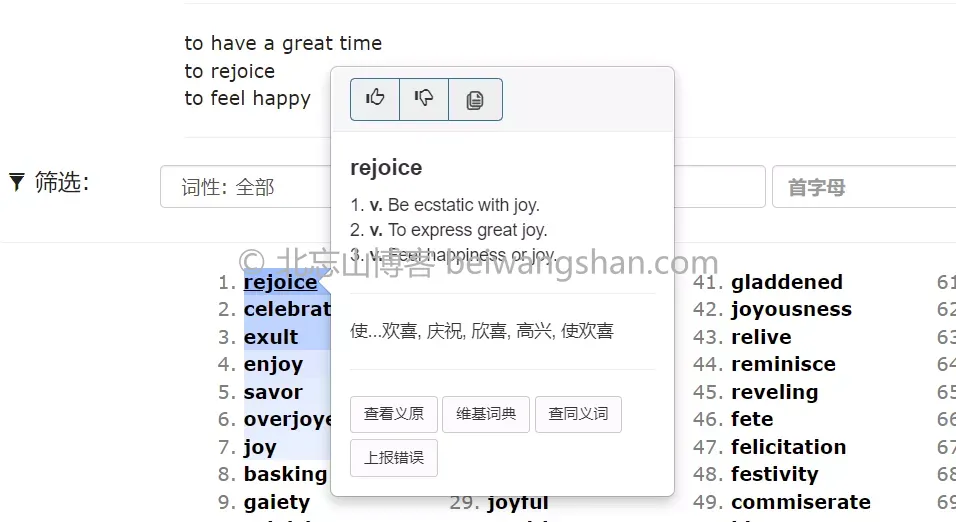 to have a great time
to rejoice
to feel happy
筛选:
词性: 全部
首字母
rejoice
1. v. Be ecstatic with joy.
2. v. To express great joy.
3. v. Feel happiness or joy.
© 北忘山博客 beiwangshan.com
使...欢喜, 庆祝, 欣喜, 高兴, 使欢喜
查看义原 维基词典 查同义词
上报错误
1. rejoice
2. celebrat
3. exult
4. enjoy
5. savor
6. overjoye
7. joy
8. basking
9. gaiety
29. joyful
41. gladdened
42. joyousness
43. relive
44. reminisce
45. reveling
46. fete
47. felicitation
48. festivity
49. commiserate
61
62
63
64
65
66
67
68
69